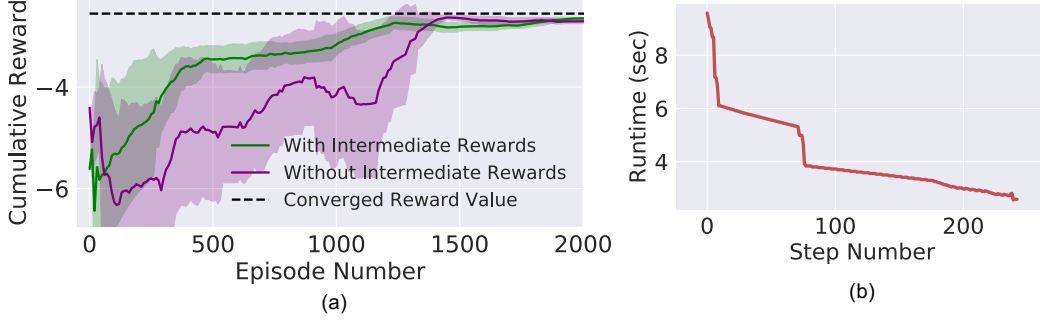 Cumulative Reward
−4
−6
With Intermediate Rewards
Without Intermediate Rewards
Converged Reward Value
0 500 1000 1500 2000
Episode Number
(a)
Runtime (sec)
8
6
4
0 100 200
Step Number
(b)